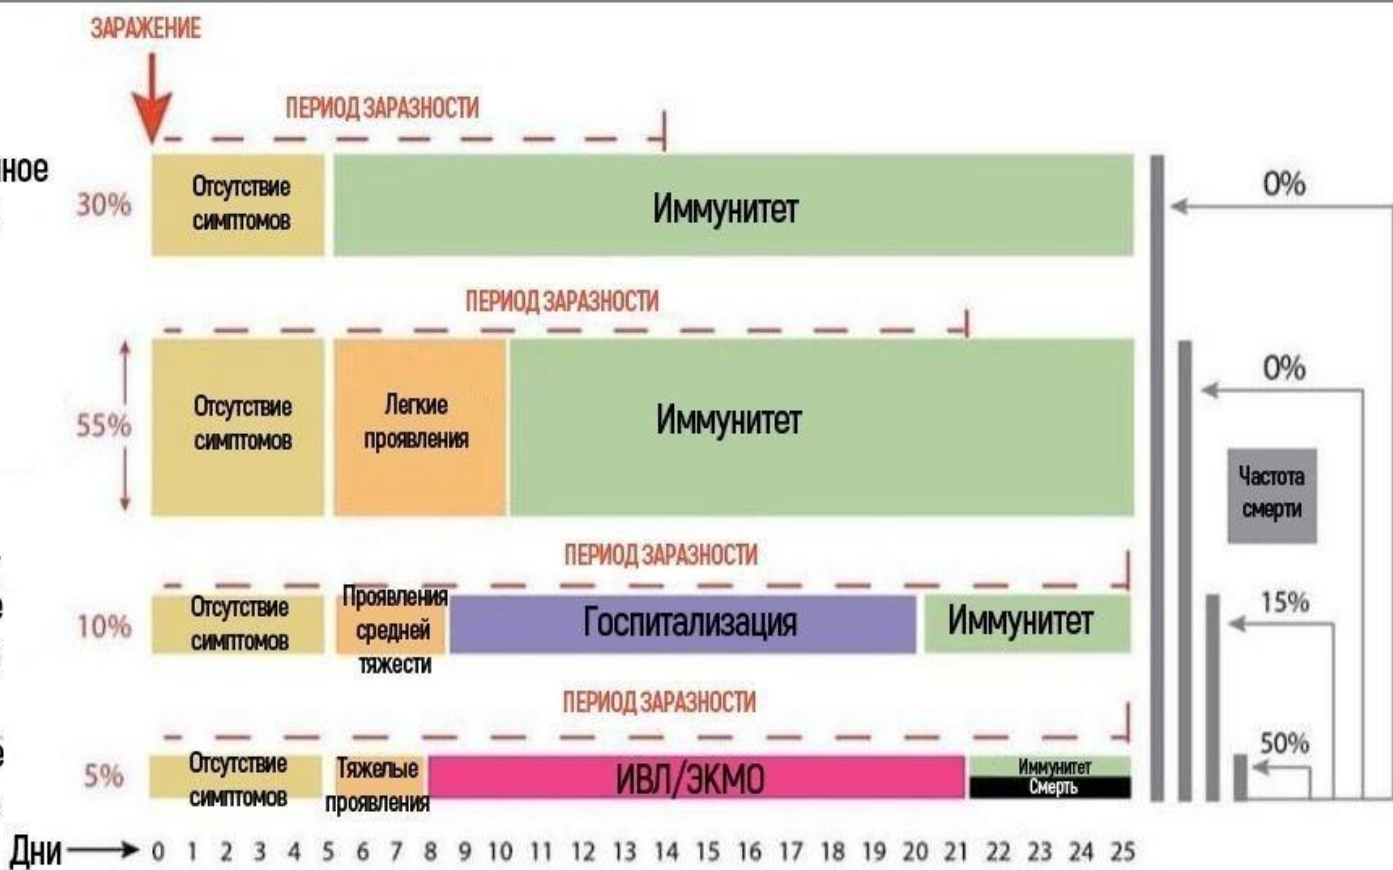 ЗАРАЖЕНИЕ
ПЕРИОД ЗАРАЗНОСТИ
30%
Отсутствие
симптомов
Иммунитет
0%
ПЕРИОД ЗАРАЗНОСТИ
55%
Отсутствие
симптомов
Легкие
проявления
Иммунитет
0%
Частота
смерти
ПЕРИОД ЗАРАЗНОСТИ
10%
Отсутствие
симптомов
Проявления
средней
тяжести
Госпитализация
Иммунитет
15%
ПЕРИОД ЗАРАЗНОСТИ
5%
Отсутствие
симптомов
Тяжелые
проявления
ИВЛ/ЭКМО
Иммунитет
Смерть
50%
Дни 0 1 2 3 4 5 6 7 8 9 10 11 12 13 14 15 16 17 18 19 20 21 22 23 24 25